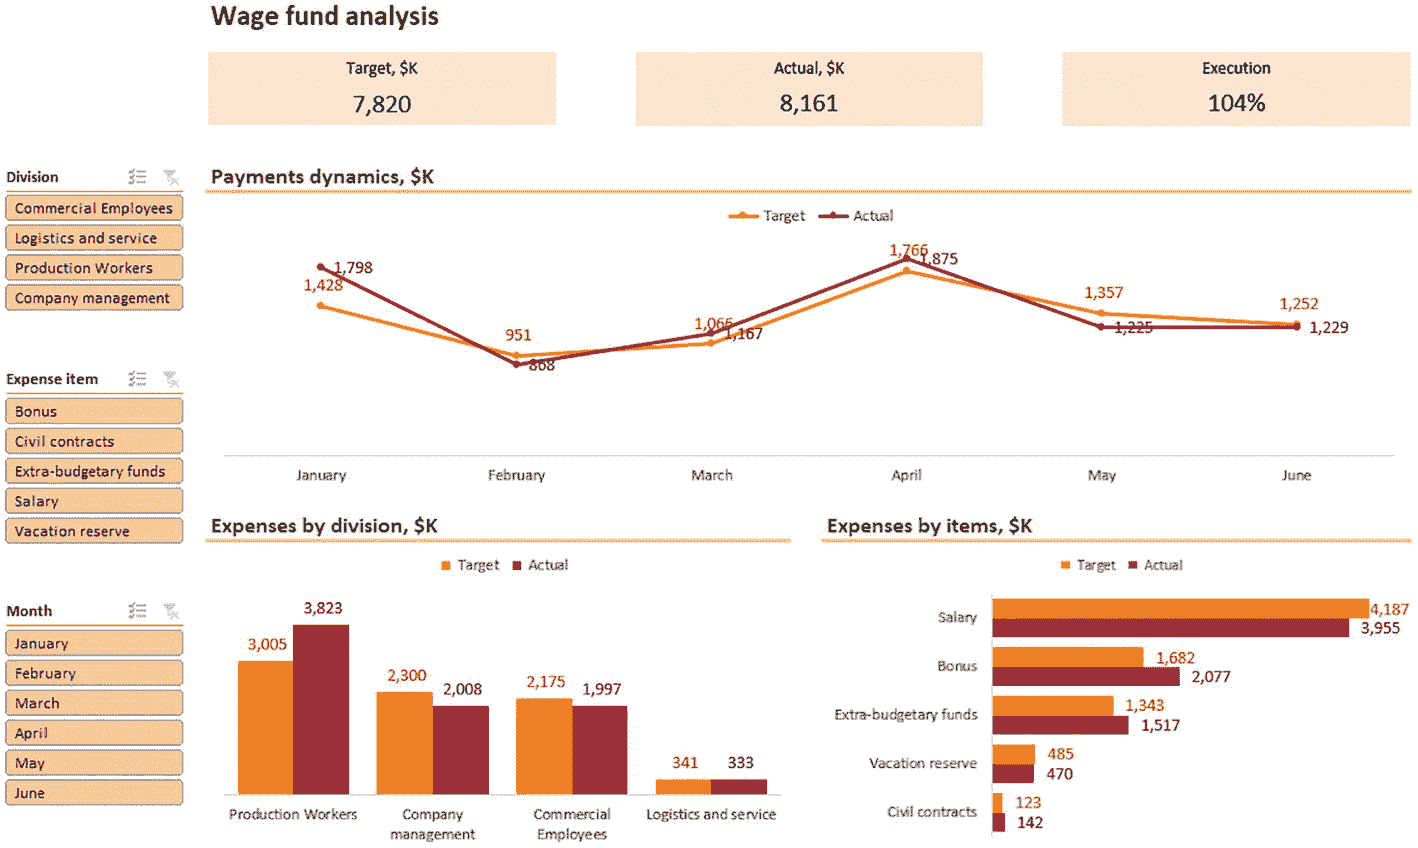 Wage fund analysis
Target, $K
7,820
Actual, $K
8,161
Execution
104%
Division
Commercial Employees
Logistics and service
Production Workers
Company management
Expense item
Bonus
Civil contracts
Extra-budgetary funds
Salary
Vacation reserve
Month
January
February
March
April
May
June
Payments dynamics, $K
Target Actual
1,428 951 1,066 1,766 1,357 1,252
1,798 868 1,167 1,875 1,225 1,229
January February March April May June
Expenses by division, $K
Target Actual
3,005 3,823
2,300 2,008
2,175 1,997
341 333
Production Workers
Company
management
Commercial
Employees
Logistics and service
Expenses by items, $K
Target Actual
Salary 4,187
3,955
Bonus 1,682
2,077
Extra-budgetary funds 1,343
1,517
Vacation reserve 485
470
Civil contracts 123
142